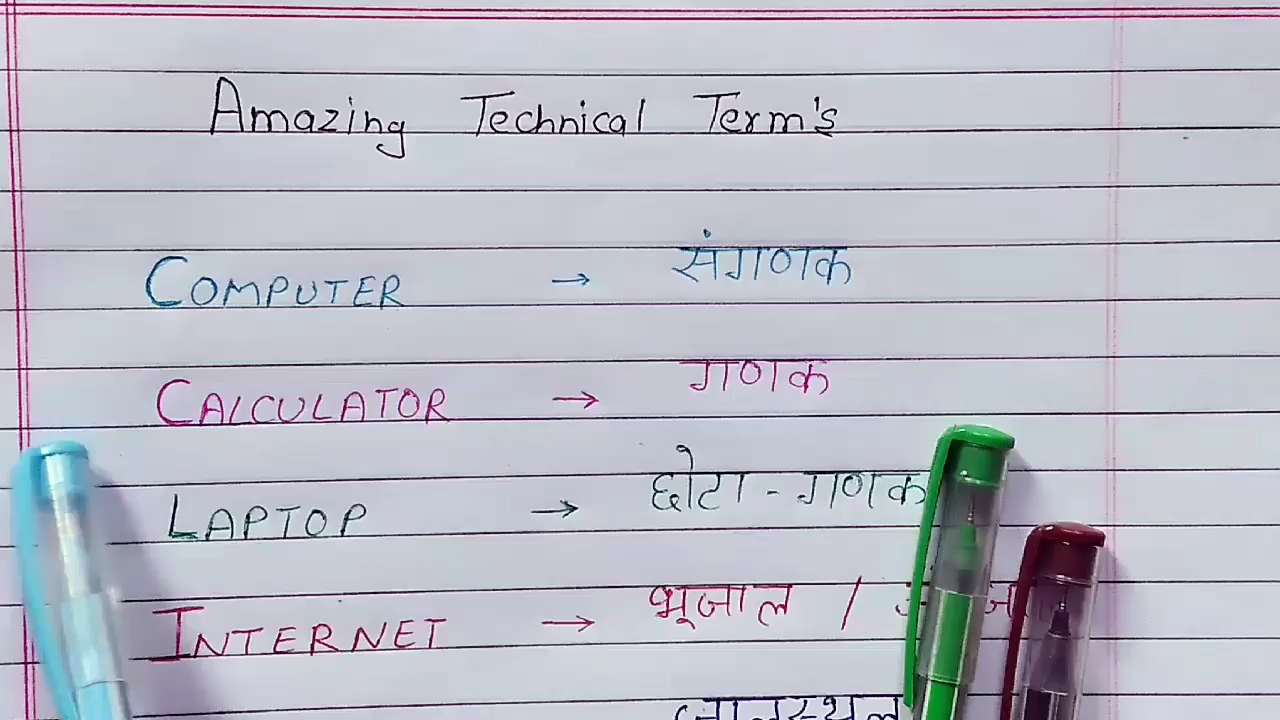 Amazing Technical Term's
COMPUTER → संगणक
CALCULATOR → गणक
LAPTOP → छोटा - गणक
INTERNET → भूजाल /